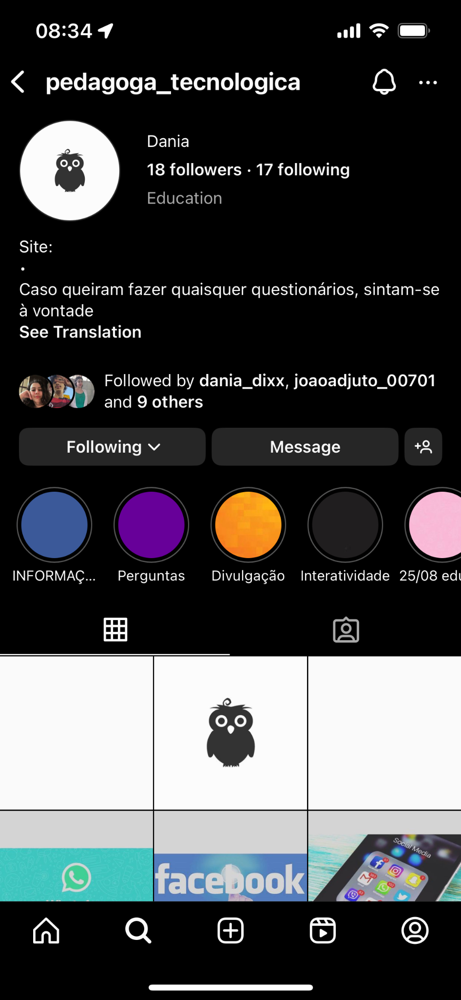 08:34
pedagoga_tecnologica
Dania
18 followers · 17 following
Education
Site:
.
Caso queiram fazer quaisquer questionários, sintam-se
à vontade
See Translation
Followed by dania_dixx, joaoadjuto_00701
and 9 others
Following
Message
INFORMAÇ...
Perguntas
Divulgação
Interatividade
25/08 edu
facebook
Social Media